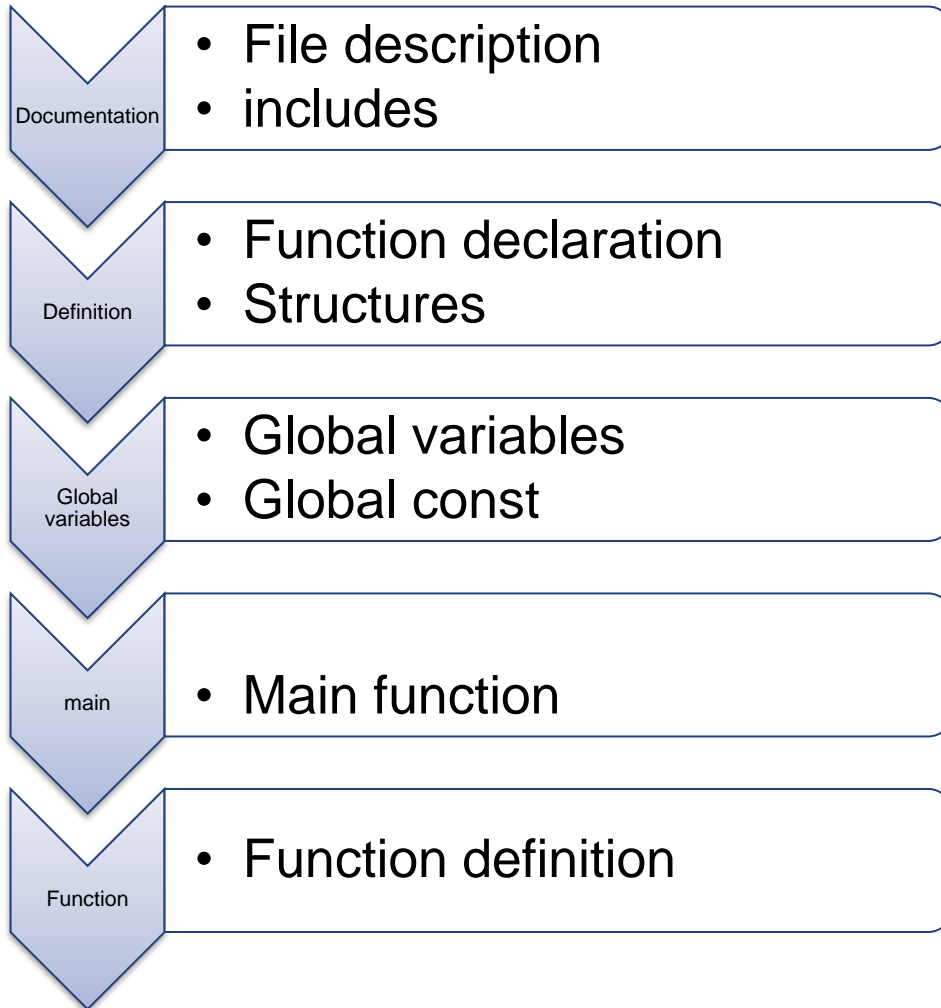 Documentation
• File description
• includes
Definition
• Function declaration
• Structures
Global
variables
• Global variables
• Global const
main
• Main function
Function
• Function definition